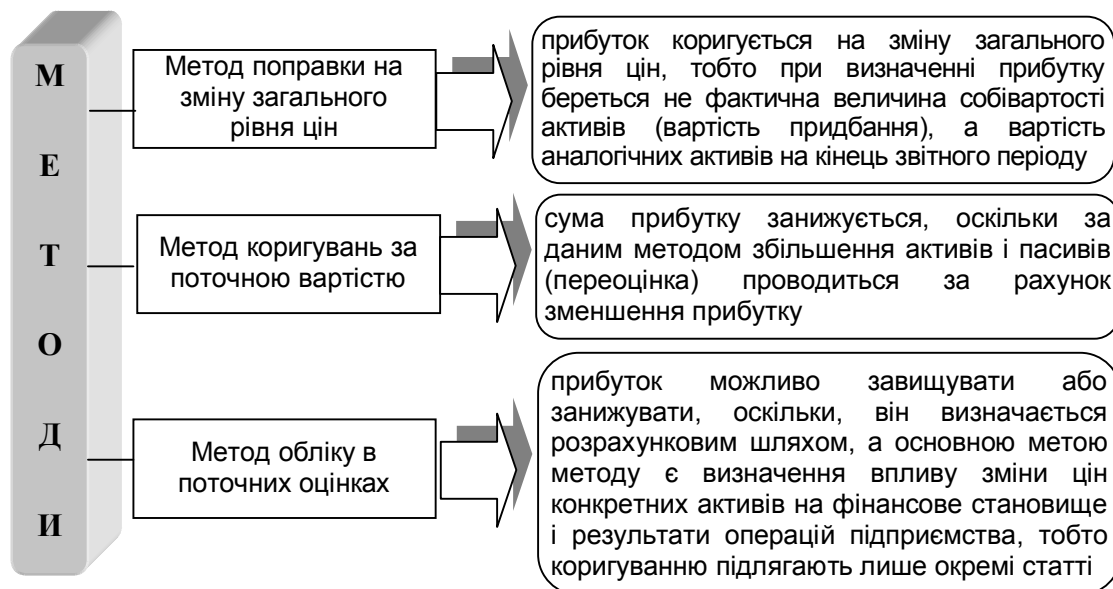 МЕТОДИ
Метод поправки на
зміну загального
рівня цін
прибуток коригується на зміну загального
рівня цін, тобто при визначенні прибутку
береться не фактична величина собівартості
активів (вартість придбання), а вартість
аналогічних активів на кінець звітного періоду
Метод коригувань за
поточною вартістю
сума прибутку занижується, оскільки за
даним методом збільшення активів і пасивів
(переоцінка) проводиться за рахунок
зменшення прибутку
Метод обліку в
поточних оцінках
прибуток можливо завищувати або
занижувати, оскільки, він визначається
розрахунковим шляхом, а основною метою
методу є визначення впливу зміни цін
конкретних активів на фінансове становище
і результати операцій підприємства, тобто
коригуванню підлягають лише окремі статті